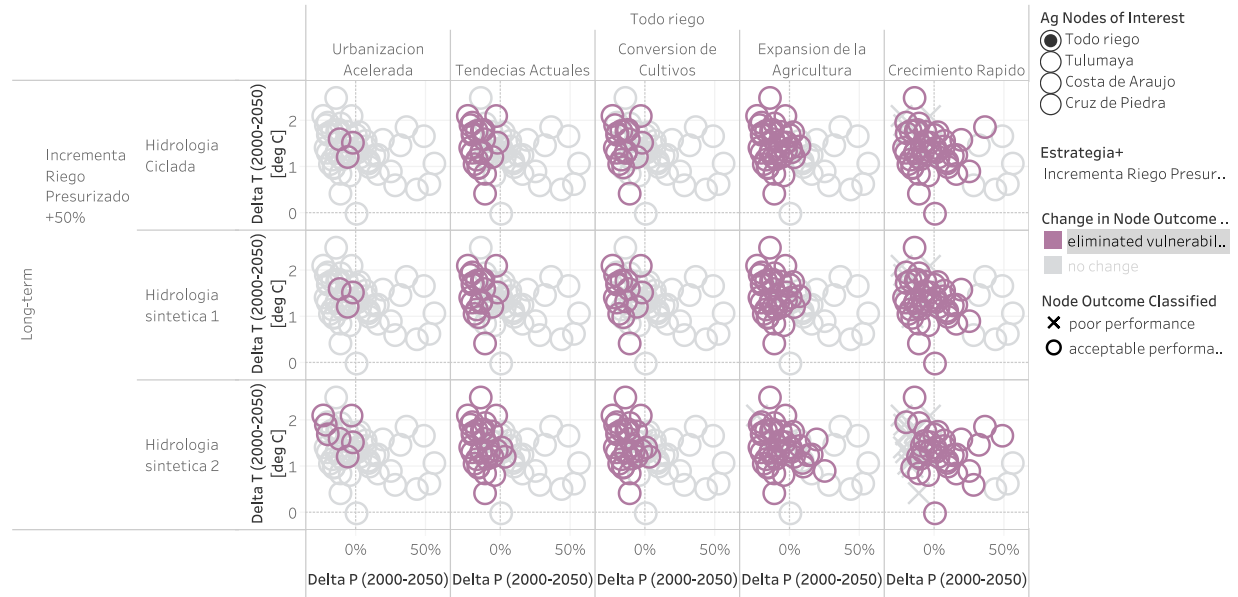 Todo riego
Urbanizacion
Acelerada
Tendecias Actuales
Conversion de
Cultivos
Expansion de la
Agricultura
Crecimiento Rapido
Long-term
Incrementa
Riego
Presurizado
+50%
Hidrologia
Ciclada
Delta T (2000-2050)
[deg C]
2
1
0
Hidrologia
sintetica 1
Delta T (2000-2050)
[deg C]
2
1
0
Hidrologia
sintetica 2
Delta T (2000-2050)
[deg C]
2
1
0
0% 50% 0% 50% 0% 50% 0% 50% 0% 50%
Delta P (2000-2050) Delta P (2000-2050) Delta P (2000-2050) Delta P (2000-2050) Delta P (2000-2050)
Ag Nodes of Interest
Todo riego
Tulumaya
Costa de Araujo
Cruz de Piedra
Estrategia+
Incrementa Riego Presur..
Change in Node Outcome ..
eliminated vulnerabil..
no change
Node Outcome Classified
poor performance
acceptable performa..